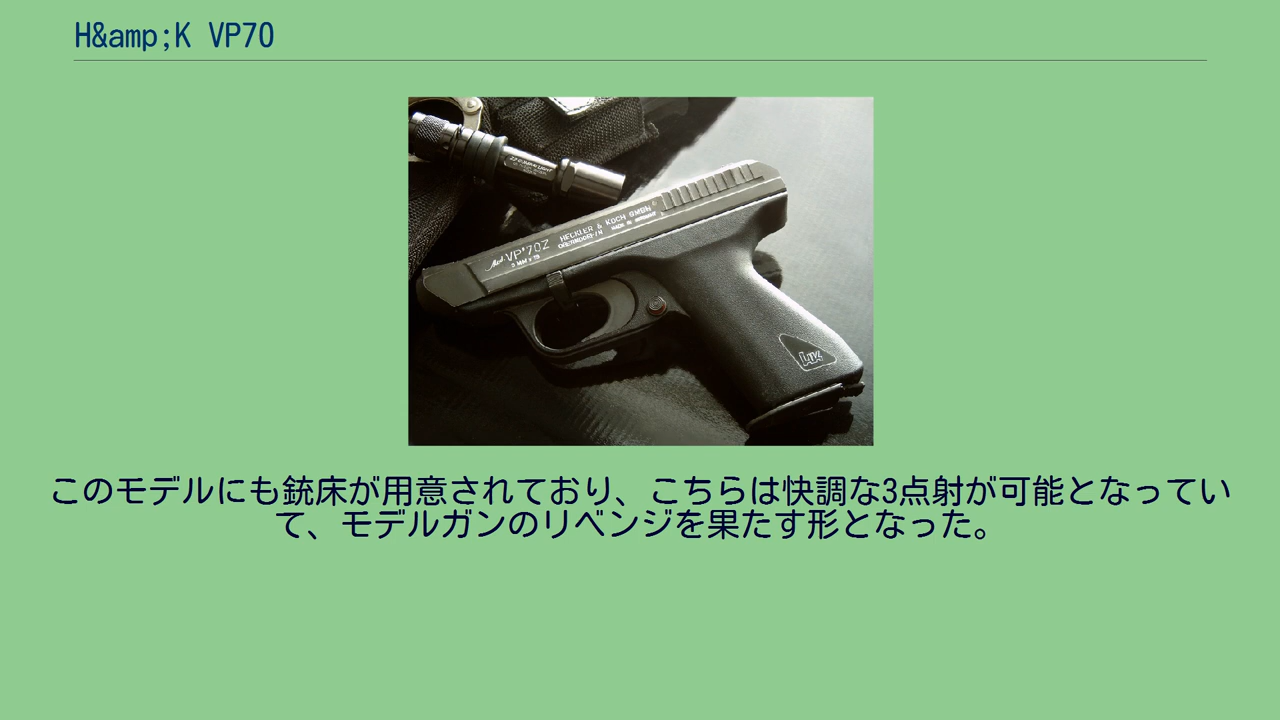 H&amp;K VP70
Mod. VP'70Z
9 MM x 19
HECKLER & KOCH GMBH
OBERNDORF/N MADE IN GERMANY
HK
このモデルにも銃床が用意されており、こちらは快調な3点射が可能となってい
て、モデルガンのリベンジを果たす形となった。